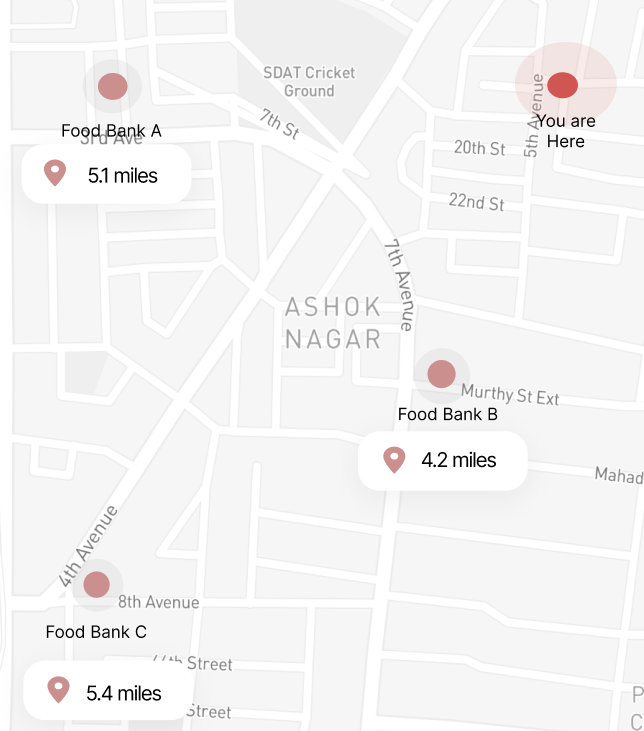 SDAT Cricket
Ground
5th Avenue
You are
Here
Food Bank A
3rd Ave
7th St
20th St
5.1 miles
22nd St
7th Avenue
ASHOK
NAGAR
Murthy St Ext
Food Bank B
4.2 miles
Mahad
4th Avenue
8th Avenue
Food Bank C
Street
5.4 miles
Street
P
C